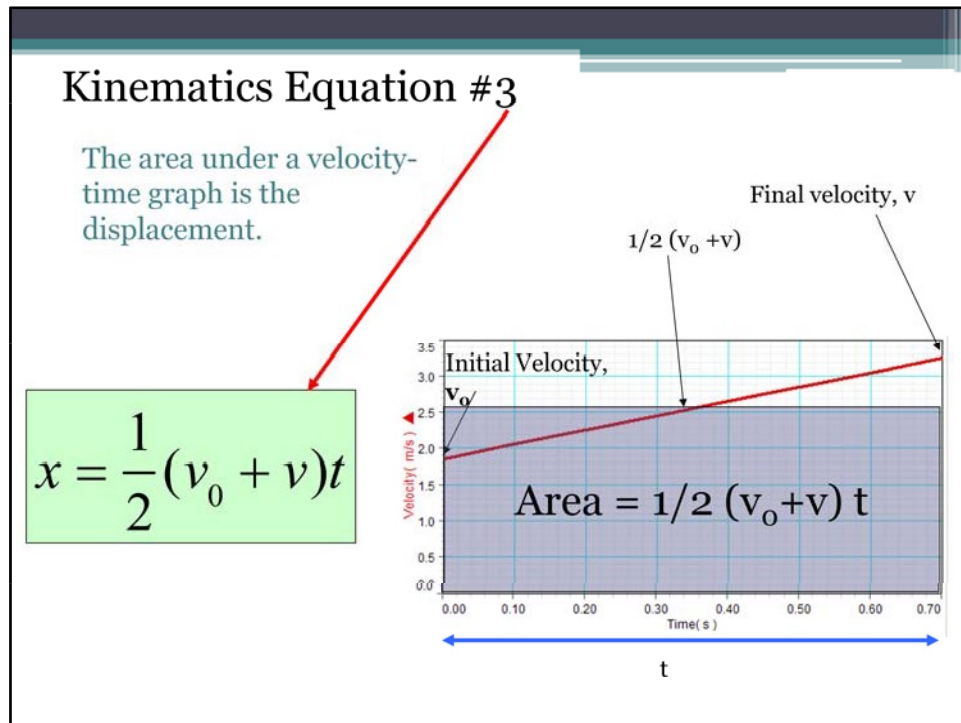 Kinematics Equation #3
The area under a velocity-
time graph is the
displacement.
Final velocity, v
1/2 (v₀ +v)
x = 1/2 (v₀ + v)t
Initial Velocity,
v₀
3.5
3.0
2.5
2.0
1.5
1.0
0.5
0.0
Velocity( m/s )
Area = 1/2 (v₀+v) t
0.00 0.10 0.20 0.30 0.40 0.50 0.60 0.70
Time( s )
t